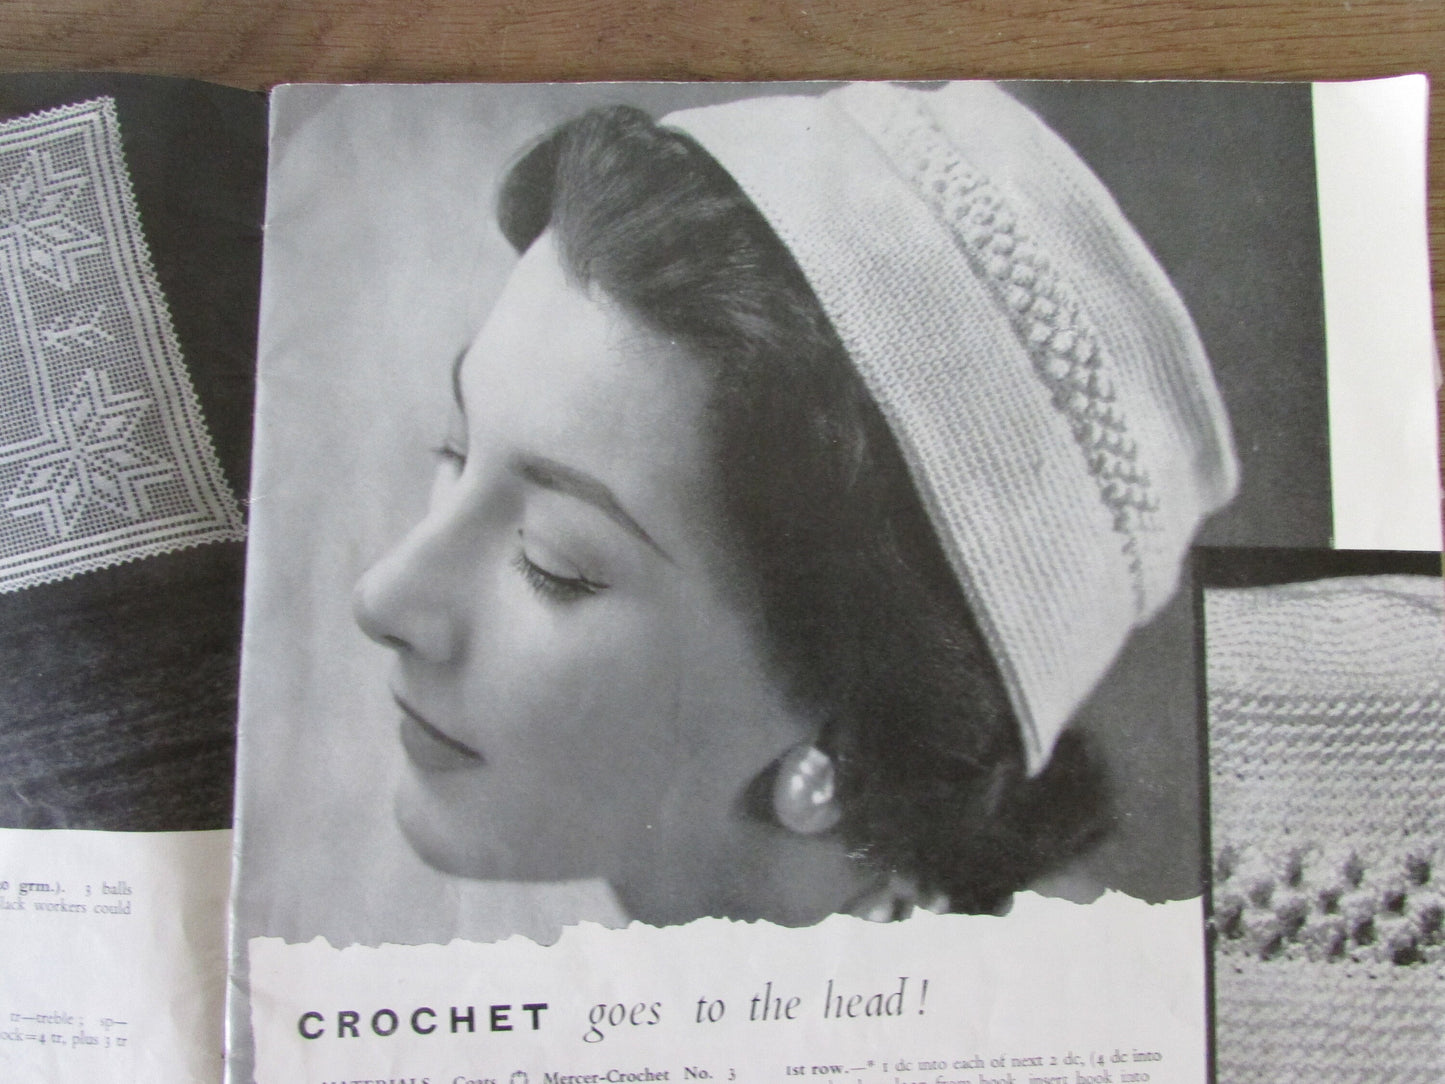 grm.). 3 balls
workers could
tr—treble; sp—
ock=4 tr, plus 3 tr
CROCHET goes to the head!
MATERIALS. Coats Mercer-Crochet No. 3
1st row.—* 1 dc into each of next 2 dc, (4 dc into
from hook, insert hook into